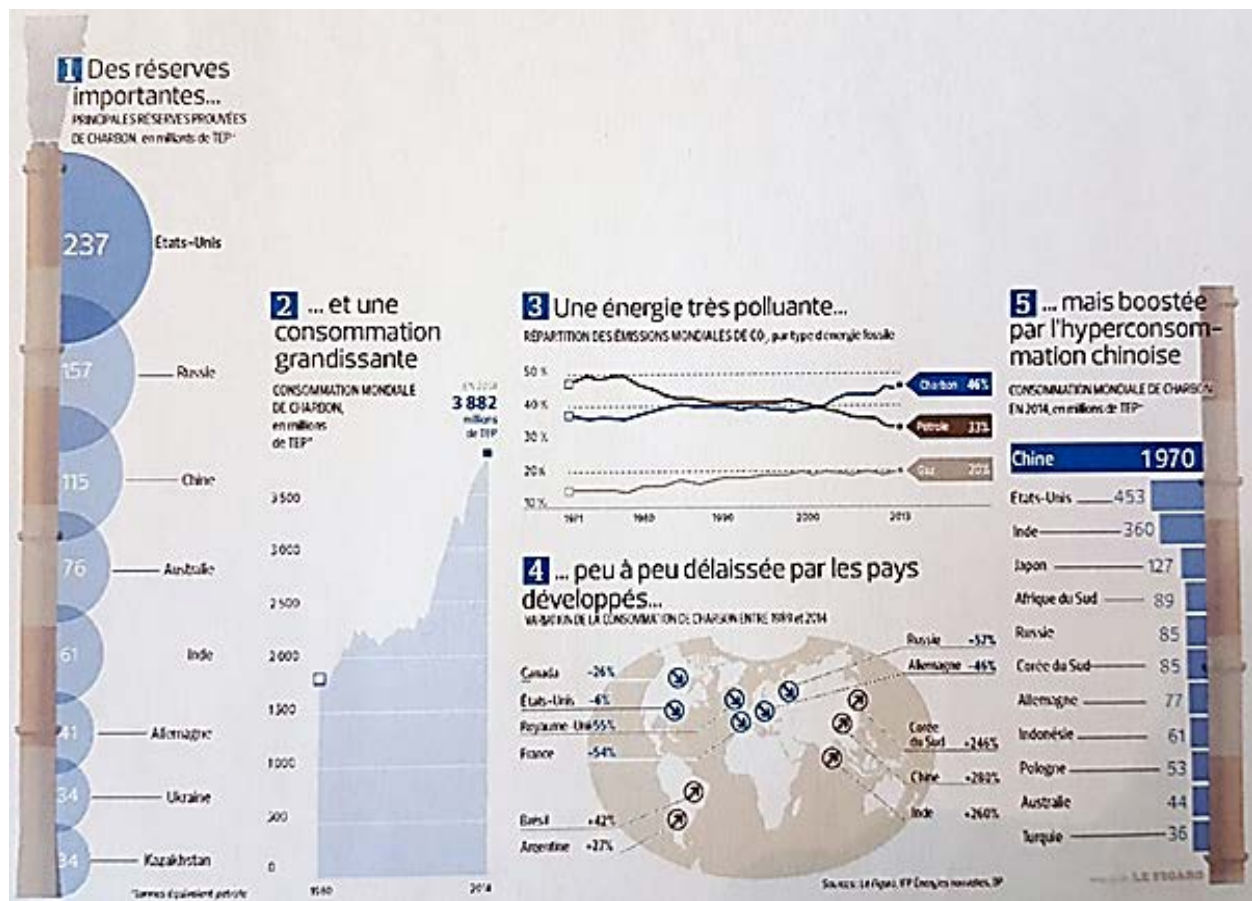 1 Des réserves
importantes...
PRINCIPALES RÉSERVES PROUVÉES
DE CHARBON, en milliards de TEP*
237 États-Unis
157 Russie
115 Chine
76 Australie
61 Inde
41 Allemagne
34 Ukraine
34 Kazakhstan
*Tonnes équivalent pétrole
2 ... et une
consommation
grandissante
CONSOMMATION MONDIALE
DE CHARBON,
en millions
de TEP*
EN 2014
3 882
millions
de TEP
3 500
3 000
2 500
2 000
1 500
1 000
500
0
1980 2014
3 Une énergie très polluante...
RÉPARTITION DES ÉMISSIONS MONDIALES DE CO2, par type d'énergie fossile
50 %
40 %
30 %
20 %
10 %
Charbon 46%
Pétrole 33%
Gaz 20%
1971 1980 1990 2000 2013
4 ... peu à peu délaissée par les pays
développés...
VARIATION DE LA CONSOMMATION DE CHARBON ENTRE 1989 et 2014
Canada -26%
États-Unis -6%
Royaume-Uni -55%
France -54%
Brésil +42%
Argentine +27%
Russie -57%
Allemagne -46%
Corée
du Sud +246%
Chine +280%
Inde +260%
Sources : Le Figaro, IFP Énergies nouvelles, BP
5 ... mais boostée
par l'hyperconsom-
mation chinoise
CONSOMMATION MONDIALE DE CHARBON
EN 2014, en millions de TEP*
Chine 1970
États-Unis 453
Inde 360
Japon 127
Afrique du Sud 89
Russie 85
Corée du Sud 85
Allemagne 77
Indonésie 61
Pologne 53
Australie 44
Turquie 36
LE FIGARO